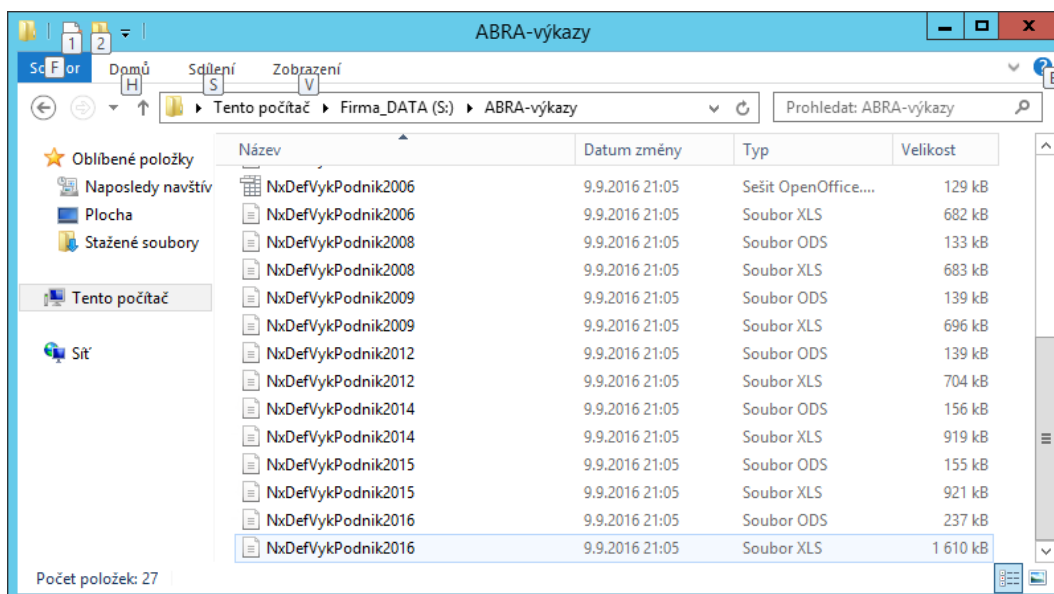 1 2 ABRA-výkazy
F Domů Sdílení Zobrazení
H S V
Tento počítač Firma_DATA (S:) ABRA-výkazy Prohledat: ABRA-výkazy
Název Datum změny Typ Velikost
Oblíbené položky
Naposledy navštív
Plocha
Stažené soubory
Tento počítač
Síť
NxDefVykPodnik2006 9.9.2016 21:05 Sešit OpenOffice.... 129 kB
NxDefVykPodnik2006 9.9.2016 21:05 Soubor XLS 682 kB
NxDefVykPodnik2008 9.9.2016 21:05 Soubor ODS 133 kB
NxDefVykPodnik2008 9.9.2016 21:05 Soubor XLS 683 kB
NxDefVykPodnik2009 9.9.2016 21:05 Soubor ODS 139 kB
NxDefVykPodnik2009 9.9.2016 21:05 Soubor XLS 696 kB
NxDefVykPodnik2012 9.9.2016 21:05 Soubor ODS 139 kB
NxDefVykPodnik2012 9.9.2016 21:05 Soubor XLS 704 kB
NxDefVykPodnik2014 9.9.2016 21:05 Soubor ODS 156 kB
NxDefVykPodnik2014 9.9.2016 21:05 Soubor XLS 919 kB
NxDefVykPodnik2015 9.9.2016 21:05 Soubor ODS 155 kB
NxDefVykPodnik2015 9.9.2016 21:05 Soubor XLS 921 kB
NxDefVykPodnik2016 9.9.2016 21:05 Soubor ODS 237 kB
NxDefVykPodnik2016 9.9.2016 21:05 Soubor XLS 1 610 kB
Počet položek: 27